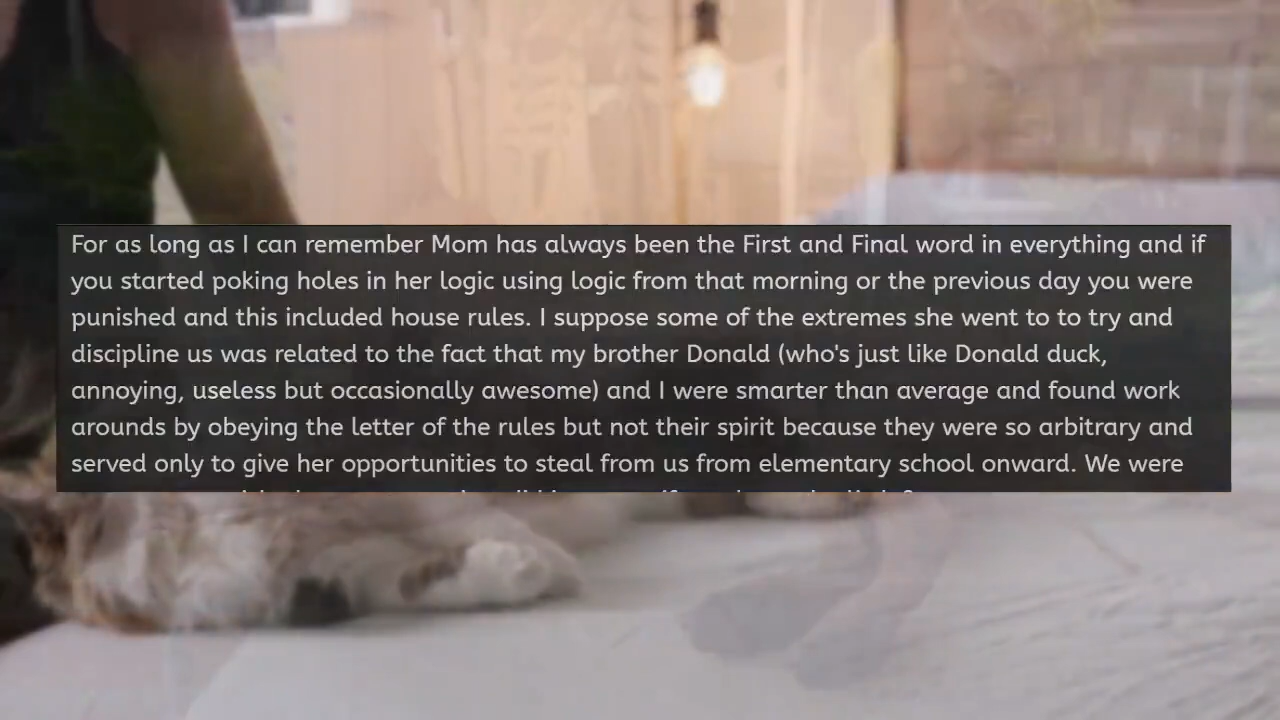 For as long as I can remember Mom has always been the First and Final word in everything and if
you started poking holes in her logic using logic from that morning or the previous day you were
punished and this included house rules. I suppose some of the extremes she went to to try and
discipline us was related to the fact that my brother Donald (who's just like Donald duck,
annoying, useless but occasionally awesome) and I were smarter than average and found work
arounds by obeying the letter of the rules but not their spirit because they were so arbitrary and
served only to give her opportunities to steal from us from elementary school onward. We were